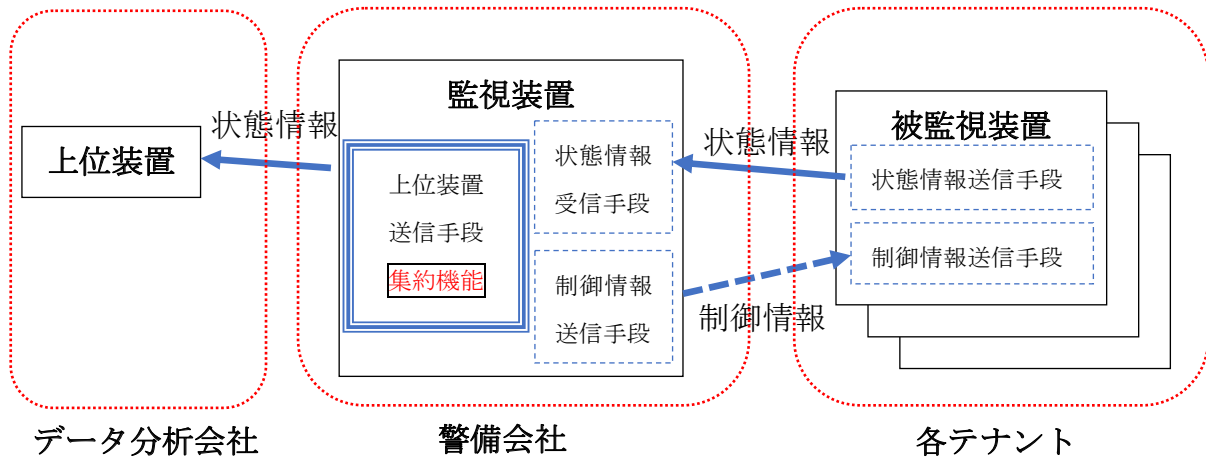 上位装置
データ分析会社
状態情報
監視装置
上位装置
送信手段
集約機能
状態情報
受信手段
制御情報
送信手段
警備会社
状態情報
制御情報
被監視装置
状態情報送信手段
制御情報送信手段
各テナント